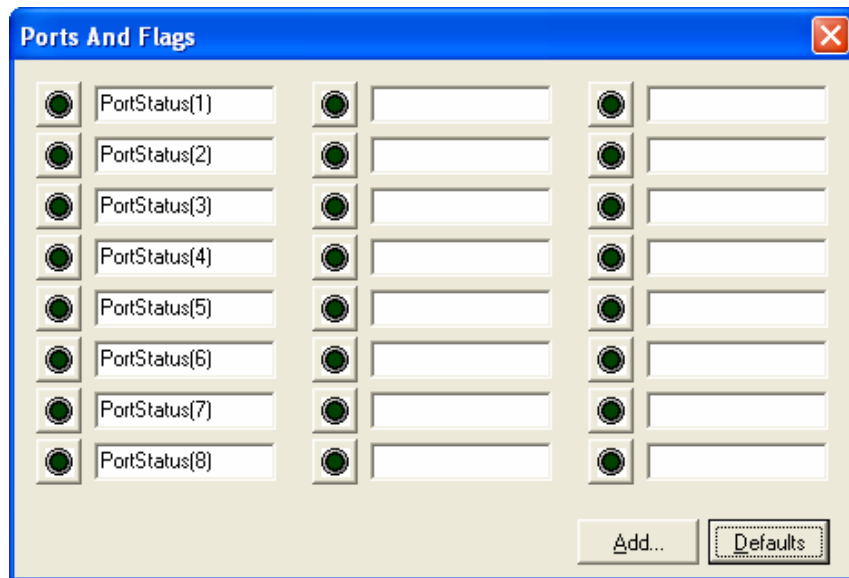 Ports And Flags
PortStatus(1)
PortStatus(2)
PortStatus(3)
PortStatus(4)
PortStatus(5)
PortStatus(6)
PortStatus(7)
PortStatus(8)
Add...
Defaults